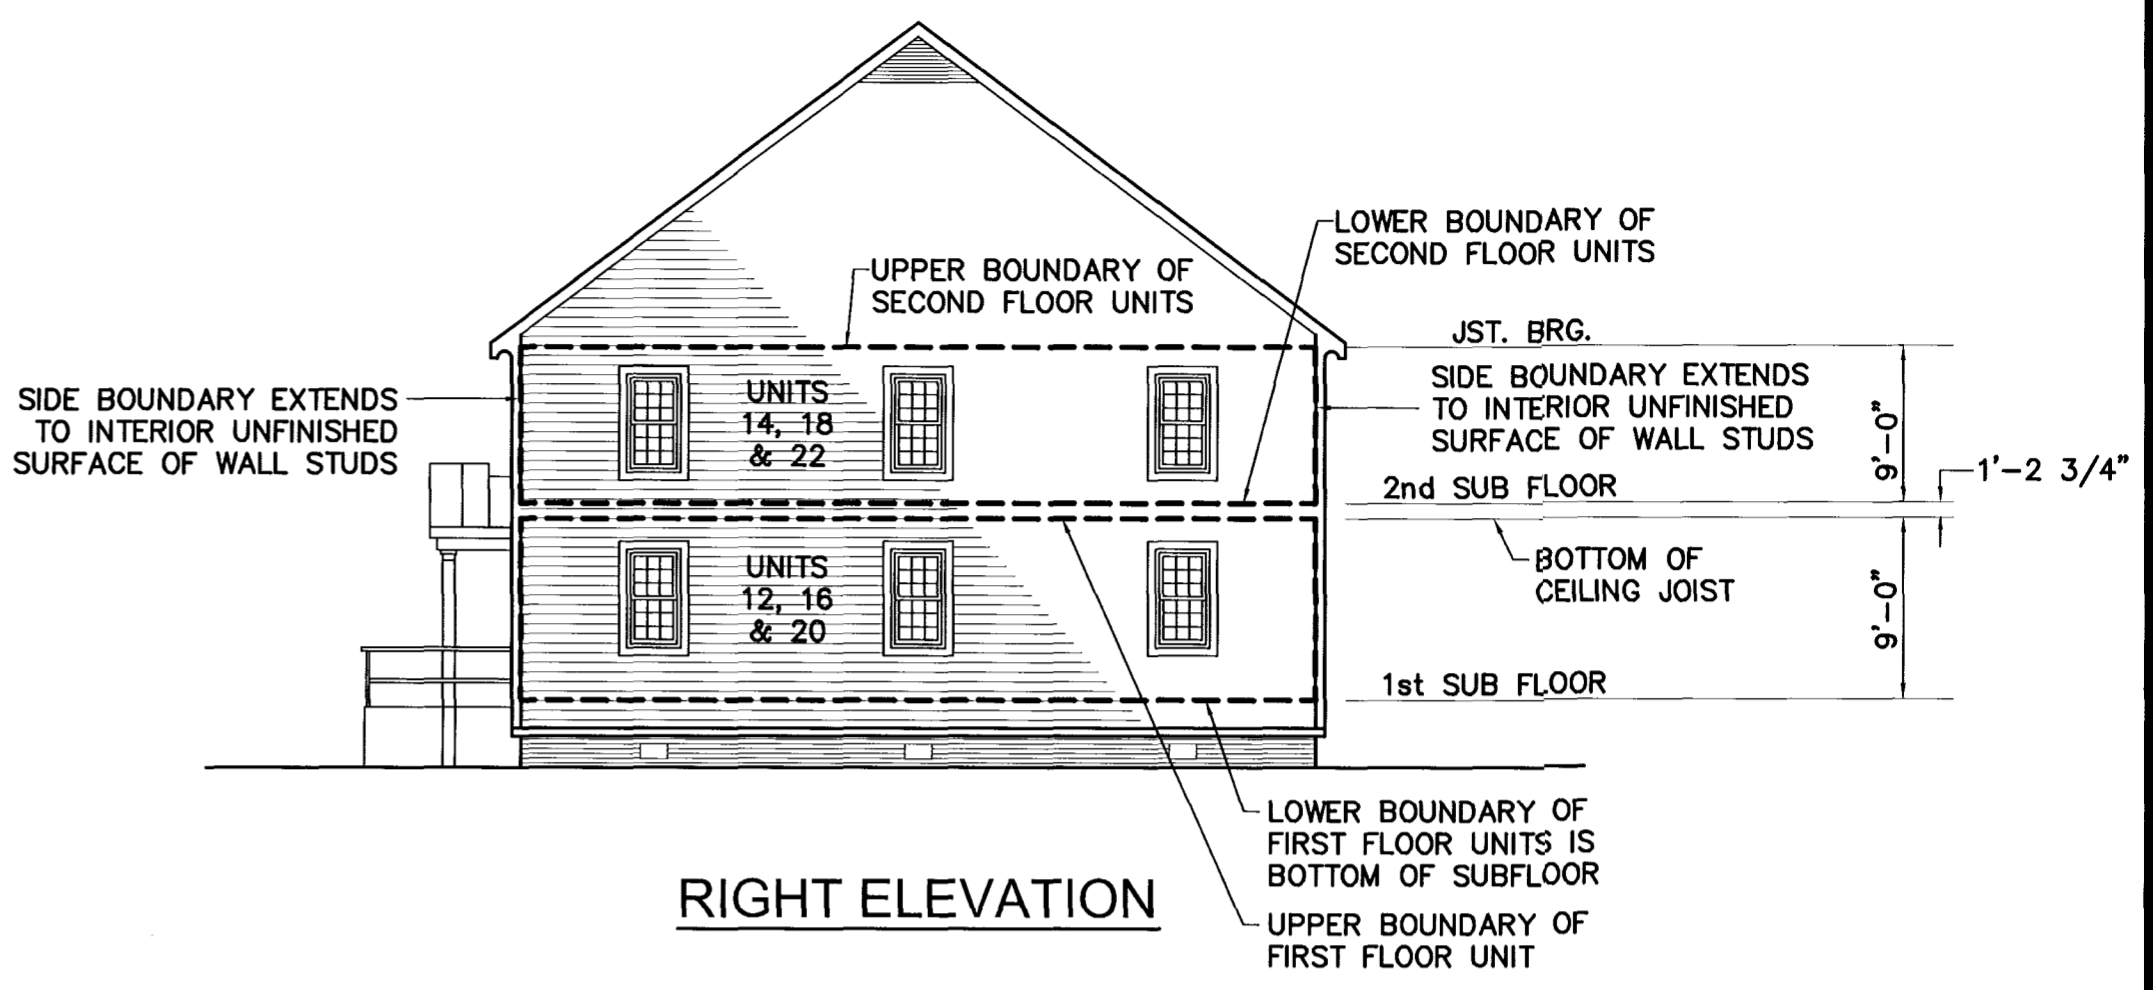 LOWER BOUNDARY OF
SECOND FLOOR UNITS
UPPER BOUNDARY OF
SECOND FLOOR UNITS
JST. BRG.
SIDE BOUNDARY EXTENDS
TO INTERIOR UNFINISHED
SURFACE OF WALL STUDS
UNITS
14, 18
& 22
SIDE BOUNDARY EXTENDS
TO INTERIOR UNFINISHED
SURFACE OF WALL STUDS
9'-0"
1'-2 3/4"
2nd SUB FLOOR
BOTTOM OF
CEILING JOIST
UNITS
12, 16
& 20
9'-0"
1st SUB FLOOR
LOWER BOUNDARY OF
FIRST FLOOR UNITS IS
BOTTOM OF SUBFLOOR
UPPER BOUNDARY OF
FIRST FLOOR UNIT
RIGHT ELEVATION